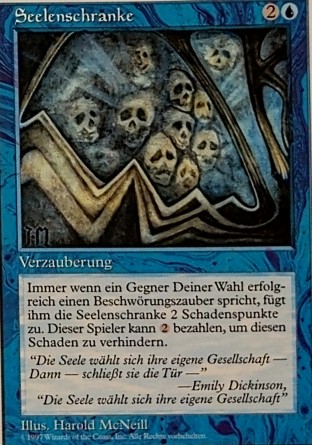 Seelenschranke 2
HM
Verzauberung
Immer wenn ein Gegner Deiner Wahl erfolg-
reich einen Beschwörungszauber spricht, fügt
ihm die Seelenschranke 2 Schadenspunkte
zu. Dieser Spieler kann 2 bezahlen, um diesen
Schaden zu verhindern.
"Die Seele wählt sich ihre eigene Gesellschaft —
Dann — schließt sie die Tür —"
—Emily Dickinson,
"Die Seele wählt sich ihre eigene Gesellschaft"
Illus. Harold McNeill
© 1997 Wizards of the Coast, Inc. Alle Rechte vorbehalten.